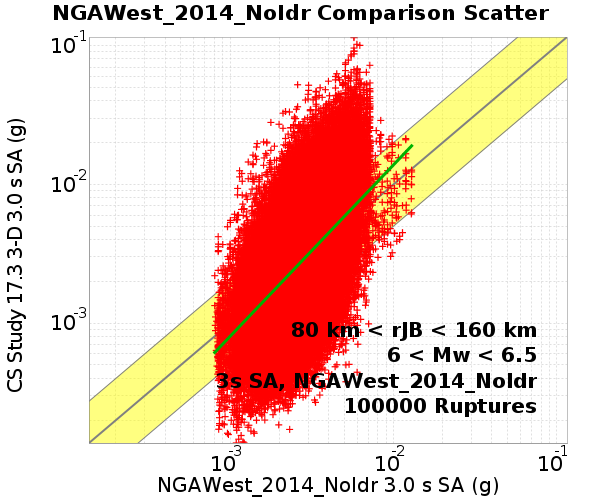 NGAWest_2014_NoIdr Comparison Scatter
10-1
10-2
10-3
CS Study 17.3 3-D 3.0 s SA (g)
80 km < rJB < 160 km
6 < Mw < 6.5
3s SA, NGAWest_2014_NoIdr
100000 Ruptures
10-3 10-2 10-1
NGAWest_2014_NoIdr 3.0 s SA (g)